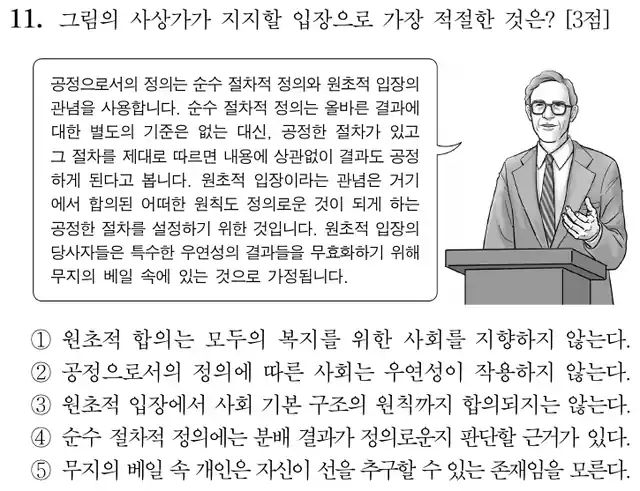 11. 그림의 사상가가 지지할 입장으로 가장 적절한 것은? [3점]
공정으로서의 정의는 순수 절차적 정의와 원초적 입장의
관념을 사용합니다. 순수 절차적 정의는 올바른 결과에
대한 별도의 기준은 없는 대신, 공정한 절차가 있고
그 절차를 제대로 따르면 내용에 상관없이 결과도 공정
하게 된다고 봅니다. 원초적 입장이라는 관념은 거기
에서 합의된 어떠한 원칙도 정의로운 것이 되게 하는
공정한 절차를 설정하기 위한 것입니다. 원초적 입장의
당사자들은 특수한 우연성의 결과들을 무효화하기 위해
무지의 베일 속에 있는 것으로 가정됩니다.
① 원초적 합의는 모두의 복지를 위한 사회를 지향하지 않는다.
② 공정으로서의 정의에 따른 사회는 우연성이 작용하지 않는다.
③ 원초적 입장에서 사회 기본 구조의 원칙까지 합의되지는 않는다.
④ 순수 절차적 정의에는 분배 결과가 정의로운지 판단할 근거가 있다.
⑤ 무지의 베일 속 개인은 자신이 선을 추구할 수 있는 존재임을 모른다.